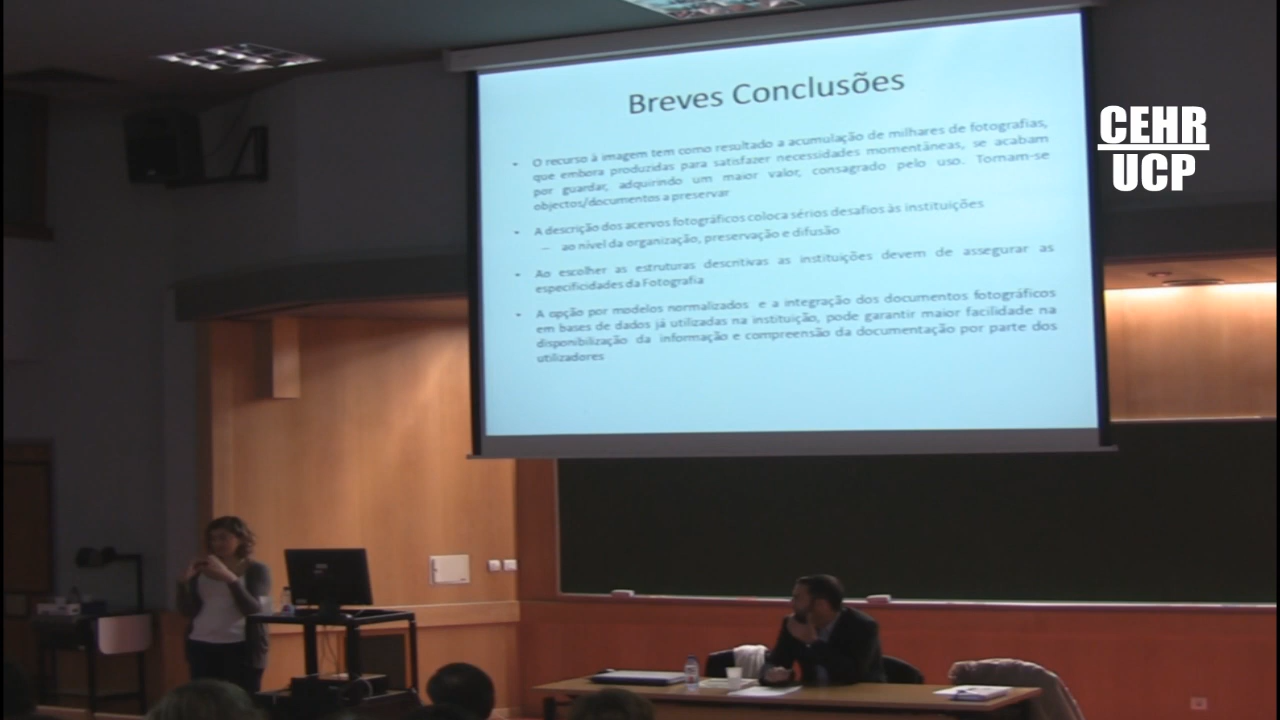 Breves Conclusões
• O recurso à imagem tem como resultado a acumulação de milhares de fotografias,
que embora produzidas para satisfazer necessidades momentâneas, se acabam
por guardar, adquirindo um maior valor, consagrado pelo uso. Tornam-se
objectos/documentos a preservar
• A descrição dos acervos fotográficos coloca sérios desafios às instituições
– ao nível da organização, preservação e difusão
• Ao escolher as estruturas descritivas as instituições devem de assegurar as
especificidades da Fotografia
• A opção por modelos normalizados e a integração dos documentos fotográficos
em bases de dados já utilizadas na instituição, pode garantir maior facilidade na
disponibilização da informação e compreensão da documentação por parte dos
utilizadores
CEHR
UCP